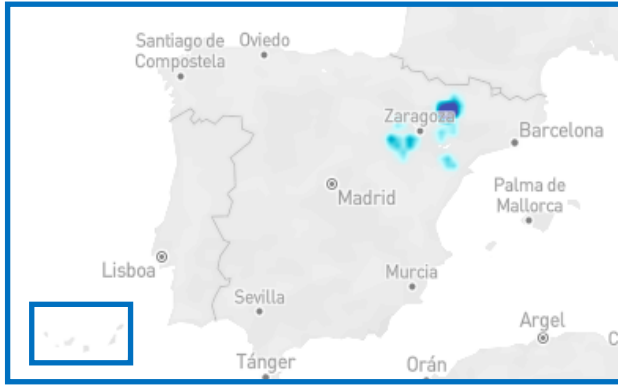 Santiago de
Compostela
Oviedo
Zaragoza
Barcelona
Madrid
Palma de
Mallorca
Lisboa
Murcia
Sevilla
Argel
C
Tánger
Orán